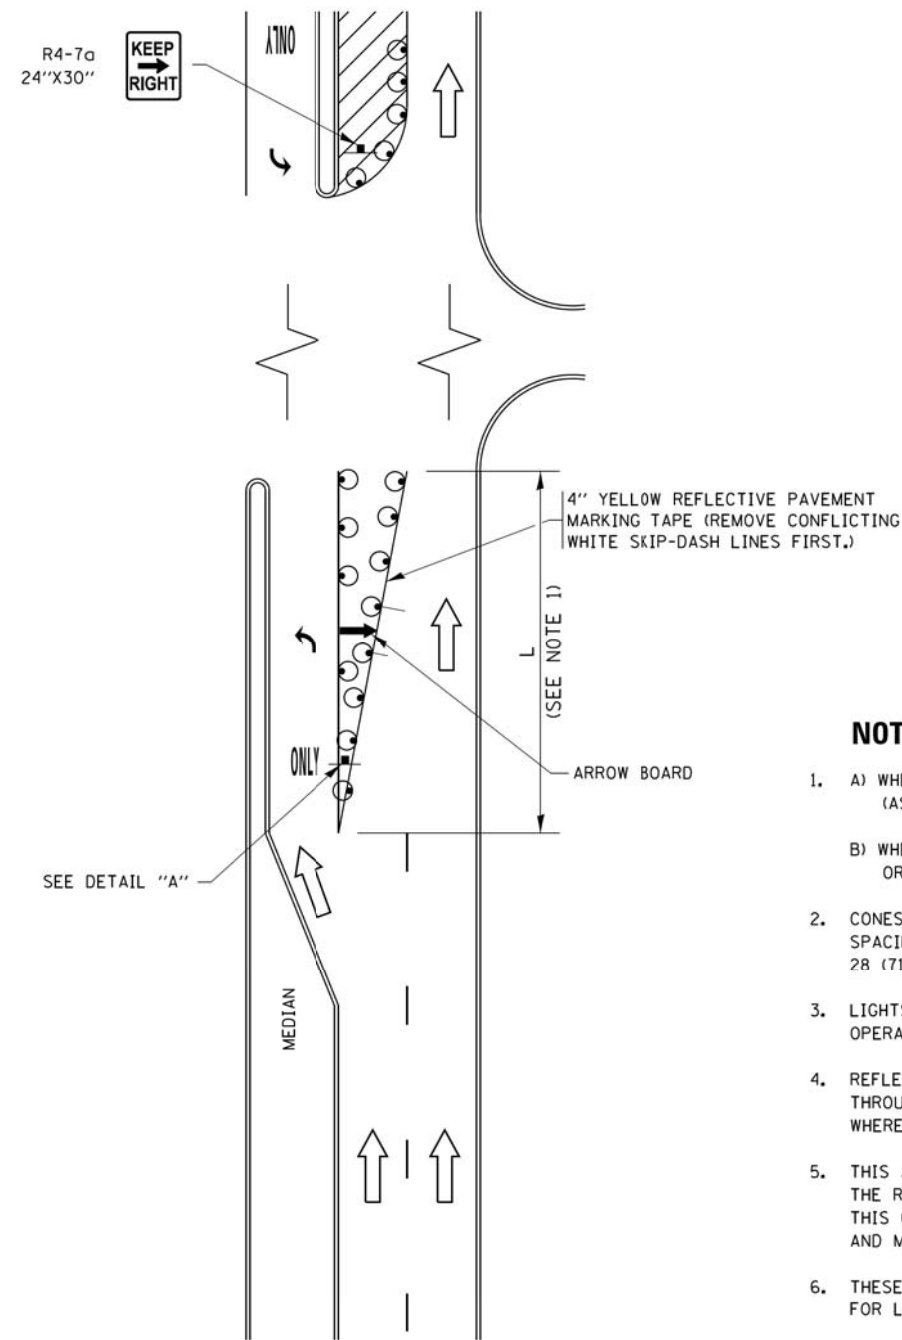 ONLY
R4-7a
24"X30"
KEEP
RIGHT
4" YELLOW REFLECTIVE PAVEMENT
MARKING TAPE (REMOVE CONFLICTING
WHITE SKIP-DASH LINES FIRST.)
L
(SEE NOTE 1)
ONLY
ARROW BOARD
SEE DETAIL "A"
MEDIAN
NOT
1. A) WHE
(AS
B) WHE
OR
2. CONES
SPACI
28 (71
3. LIGHTS
OPERA
4. REFLE
THROU
WHERE
5. THIS
THE R
THIS (
AND M
6. THESE
FOR L